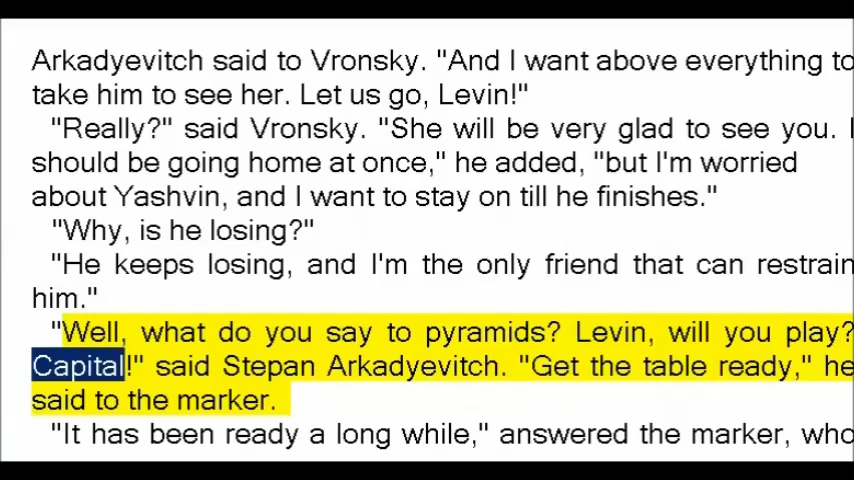 Arkadyevitch said to Vronsky. "And I want above everything to
take him to see her. Let us go, Levin!"
"Really?" said Vronsky. "She will be very glad to see you. I
should be going home at once," he added, "but I'm worried
about Yashvin, and I want to stay on till he finishes."
"Why, is he losing?"
"He keeps losing, and I'm the only friend that can restrain
him."
"Well, what do you say to pyramids? Levin, will you play?
Capital!" said Stepan Arkadyevitch. "Get the table ready," he
said to the marker.
"It has been ready a long while," answered the marker, who